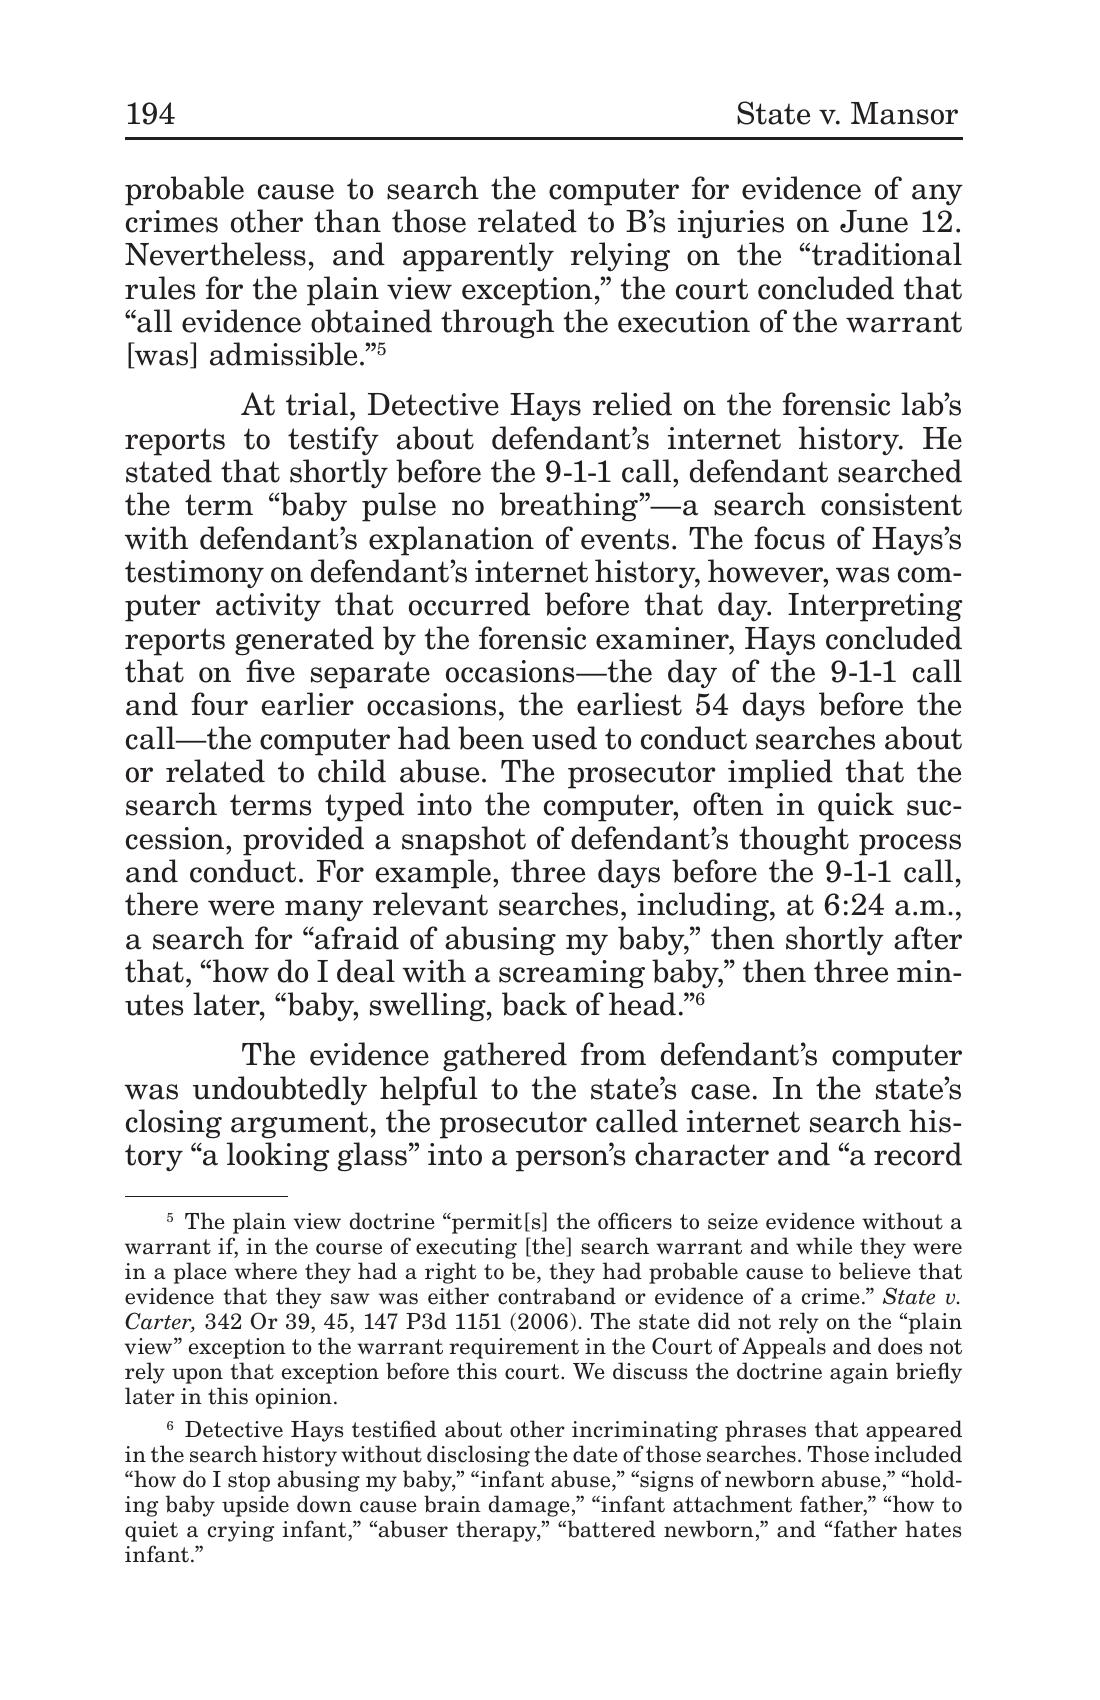 194 State v. Mansor
probable cause to search the computer for evidence of any
crimes other than those related to B’s injuries on June 12.
Nevertheless, and apparently relying on the “traditional
rules for the plain view exception,” the court concluded that
“all evidence obtained through the execution of the warrant
[was] admissible.”5
At trial, Detective Hays relied on the forensic lab’s
reports to testify about defendant’s internet history. He
stated that shortly before the 9-1-1 call, defendant searched
the term “baby pulse no breathing”—a search consistent
with defendant’s explanation of events. The focus of Hays’s
testimony on defendant’s internet history, however, was com-
puter activity that occurred before that day. Interpreting
reports generated by the forensic examiner, Hays concluded
that on five separate occasions—the day of the 9-1-1 call
and four earlier occasions, the earliest 54 days before the
call—the computer had been used to conduct searches about
or related to child abuse. The prosecutor implied that the
search terms typed into the computer, often in quick suc-
cession, provided a snapshot of defendant’s thought process
and conduct. For example, three days before the 9-1-1 call,
there were many relevant searches, including, at 6:24 a.m.,
a search for “afraid of abusing my baby,” then shortly after
that, “how do I deal with a screaming baby,” then three min-
utes later, “baby, swelling, back of head.”6
The evidence gathered from defendant’s computer
was undoubtedly helpful to the state’s case. In the state’s
closing argument, the prosecutor called internet search his-
tory “a looking glass” into a person’s character and “a record
5 The plain view doctrine “permit[s] the officers to seize evidence without a
warrant if, in the course of executing [the] search warrant and while they were
in a place where they had a right to be, they had probable cause to believe that
evidence that they saw was either contraband or evidence of a crime.” State v.
Carter, 342 Or 39, 45, 147 P3d 1151 (2006). The state did not rely on the “plain
view” exception to the warrant requirement in the Court of Appeals and does not
rely upon that exception before this court. We discuss the doctrine again briefly
later in this opinion.
6 Detective Hays testified about other incriminating phrases that appeared
in the search history without disclosing the date of those searches. Those included
“how do I stop abusing my baby,” “infant abuse,” “signs of newborn abuse,” “hold-
ing baby upside down cause brain damage,” “infant attachment father,” “how to
quiet a crying infant,” “abuser therapy,” “battered newborn,” and “father hates
infant.”